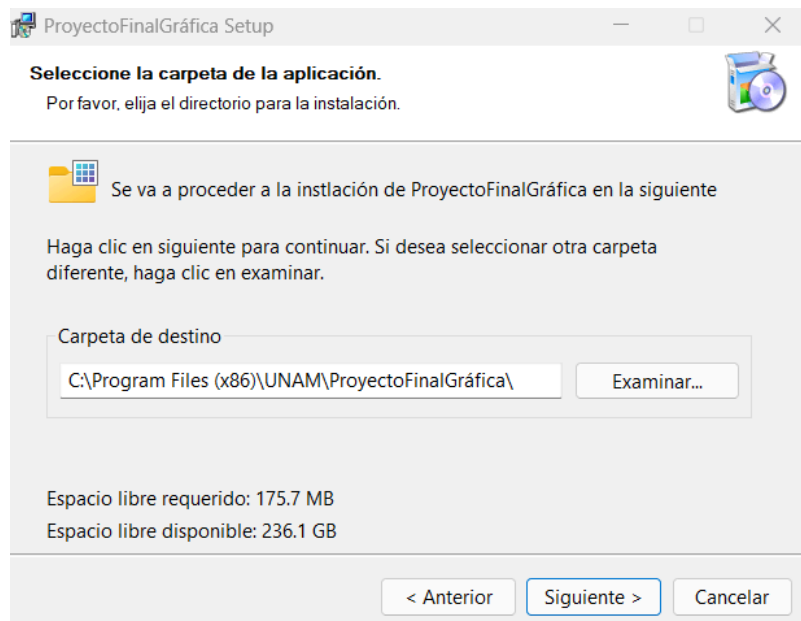 ProyectoFinalGráfica Setup
Seleccione la carpeta de la aplicación.
Por favor, elija el directorio para la instalación.
Se va a proceder a la instlación de ProyectoFinalGráfica en la siguiente
Haga clic en siguiente para continuar. Si desea seleccionar otra carpeta
diferente, haga clic en examinar.
Carpeta de destino
C:\Program Files (x86)\UNAM\ProyectoFinalGráfica\
Examinar...
Espacio libre requerido: 175.7 MB
Espacio libre disponible: 236.1 GB
< Anterior
Siguiente >
Cancelar